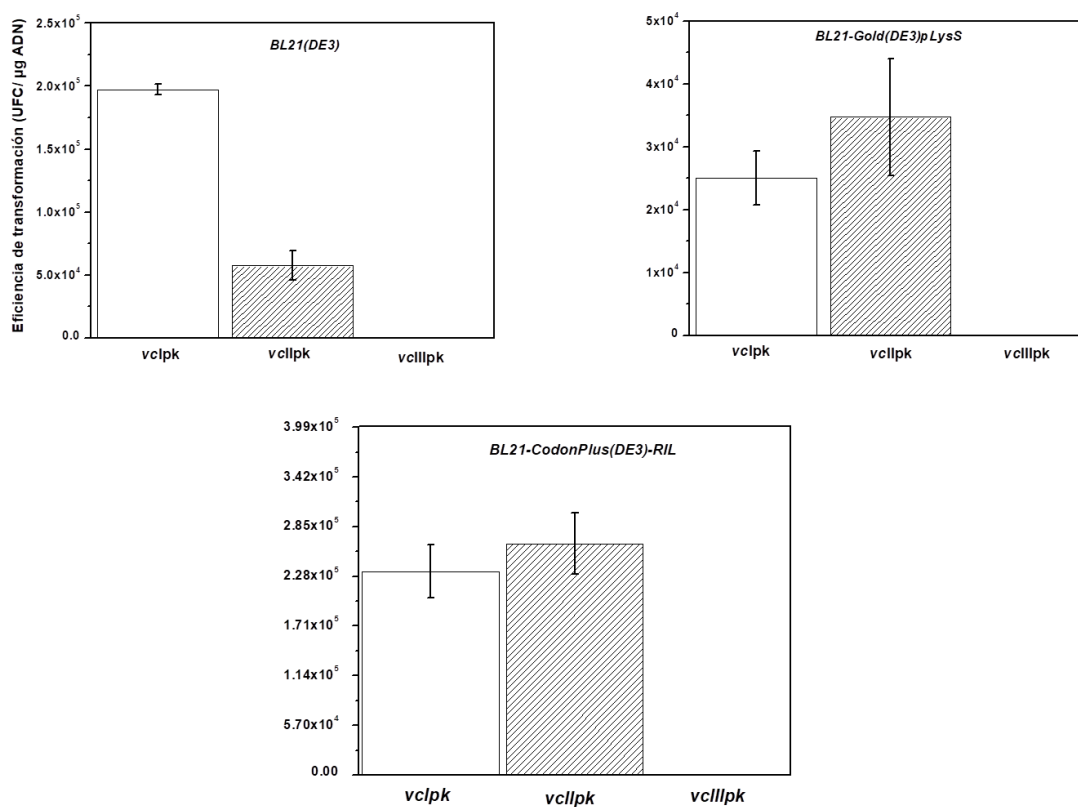 Eficiencia de transformación (UFC/ µg ADN)
BL21(DE3)
2.5x10⁵
2.0x10⁵
1.5x10⁵
1.0x10⁵
5.0x10⁴
0.0
vcIpk
vcIIpk
vcIIIpk
BL21-Gold(DE3)pLysS
5x10⁴
4x10⁴
3x10⁴
2x10⁴
1x10⁴
0
vcIpk
vcIIpk
vcIIIpk
BL21-CodonPlus(DE3)-RIL
3.99x10⁵
3.42x10⁵
2.85x10⁵
2.28x10⁵
1.71x10⁵
1.14x10⁵
5.70x10⁴
0.00
vcIpk
vcIIpk
vcIIIpk